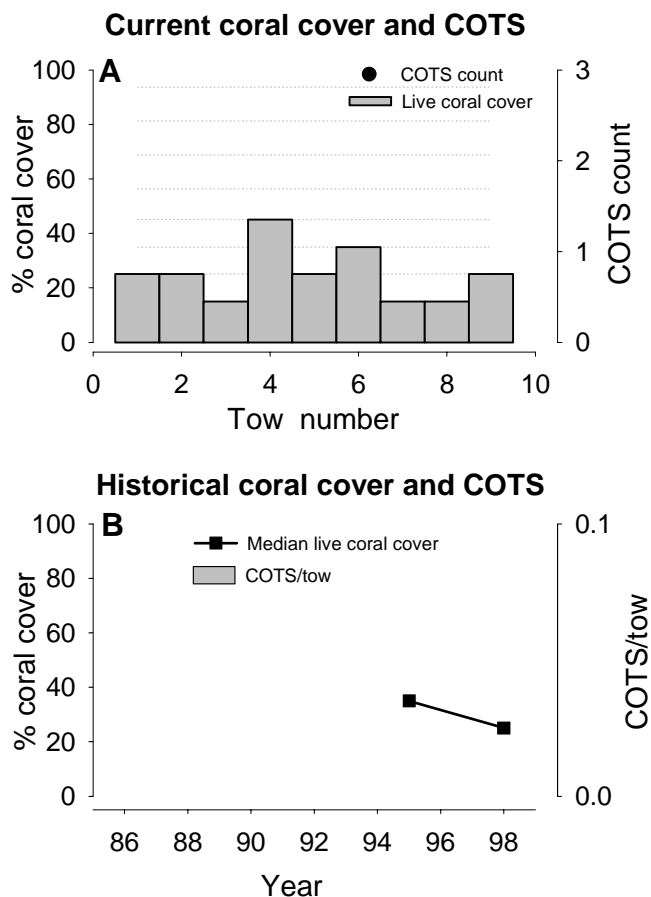 Current coral cover and COTS
A
COTS count
Live coral cover
% coral cover
100
80
60
40
20
0
3
2
1
0
COTS count
0 2 4 6 8 10
Tow number
Historical coral cover and COTS
B
Median live coral cover
COTS/tow
% coral cover
100
80
60
40
20
0
0.1
0.0
COTS/tow
86 88 90 92 94 96 98
Year